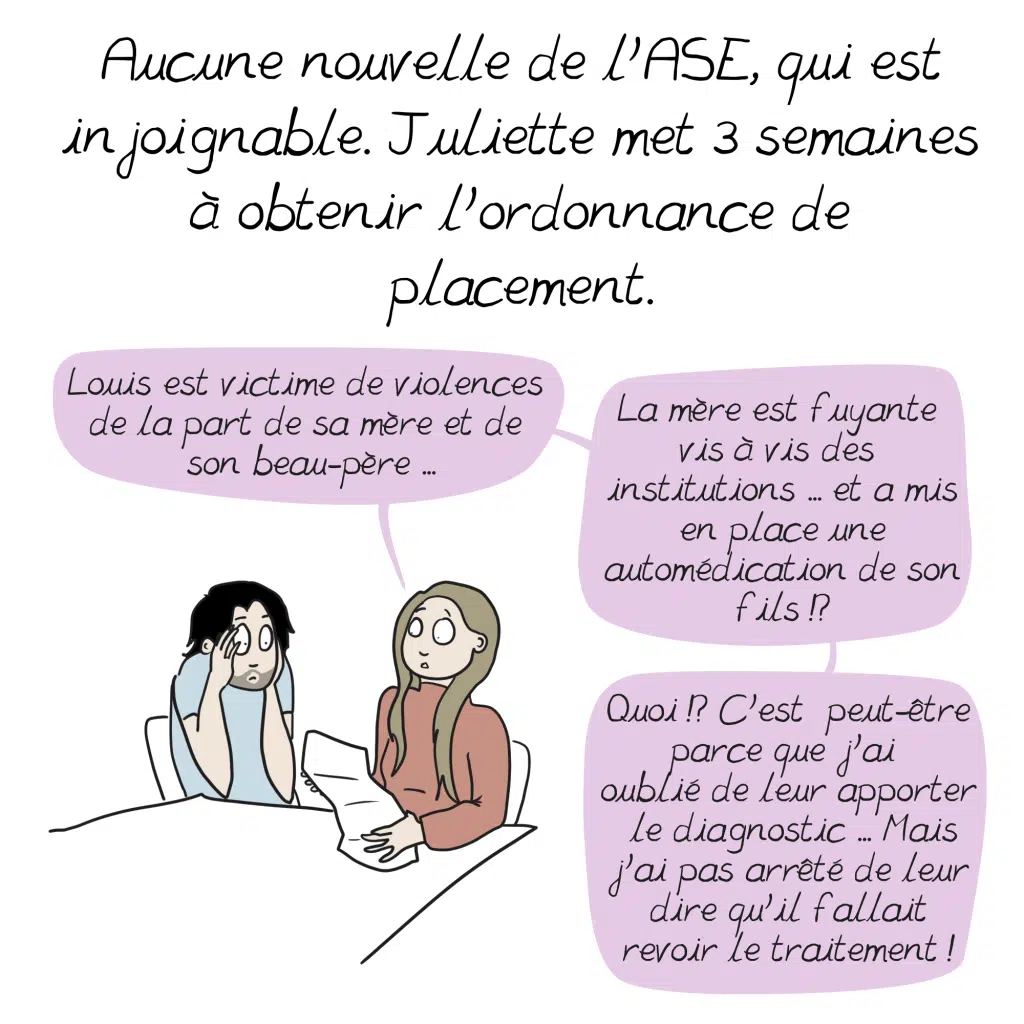 Aucune nouvelle de l'ASE, qui est
injoignable. Juliette met 3 semaines
à obtenir l'ordonnance de
placement.
Louis est victime de violences
de la part de sa mère et de
son beau-père ...
La mère est fuyante
vis à vis des
institutions ... et a mis
en place une
automédication de son
fils !?
Quoi !? C'est peut-être
parce que j'ai
oublié de leur apporter
le diagnostic ... Mais
j'ai pas arrêté de leur
dire qu'il fallait
revoir le traitement !